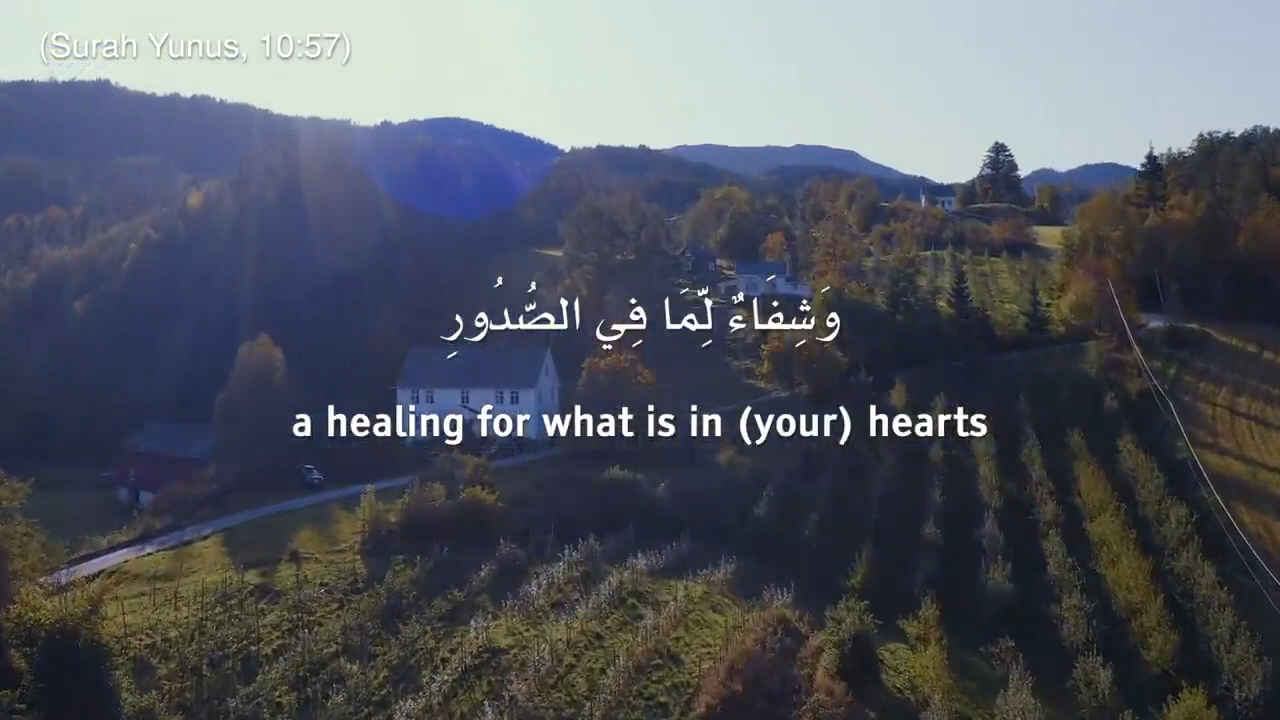 (Surah Yunus, 10:57)
وَشِفَاءٌ لِّمَا فِي الصُّدُورِ
a healing for what is in (your) hearts